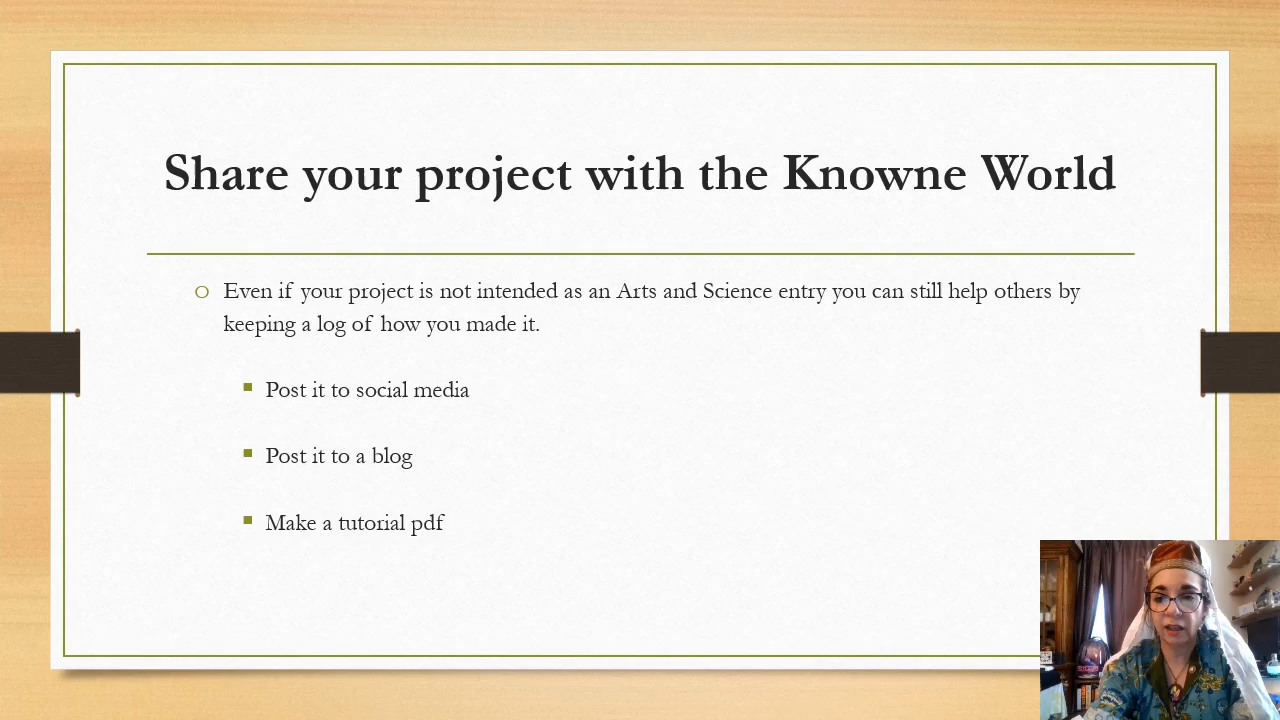 Share your project with the Knowne World
Even if your project is not intended as an Arts and Science entry you can still help others by
keeping a log of how you made it.
Post it to social media
Post it to a blog
Make a tutorial pdf